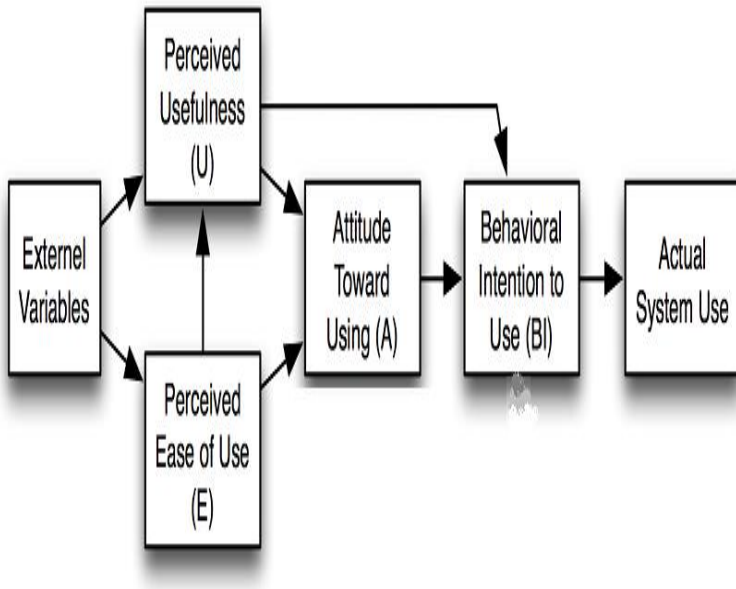 Perceived
Usefulness
(U)
Externel
Variables
Perceived
Ease of Use
(E)
Attitude
Toward
Using (A)
Behavioral
Intention to
Use (BI)
Actual
System Use